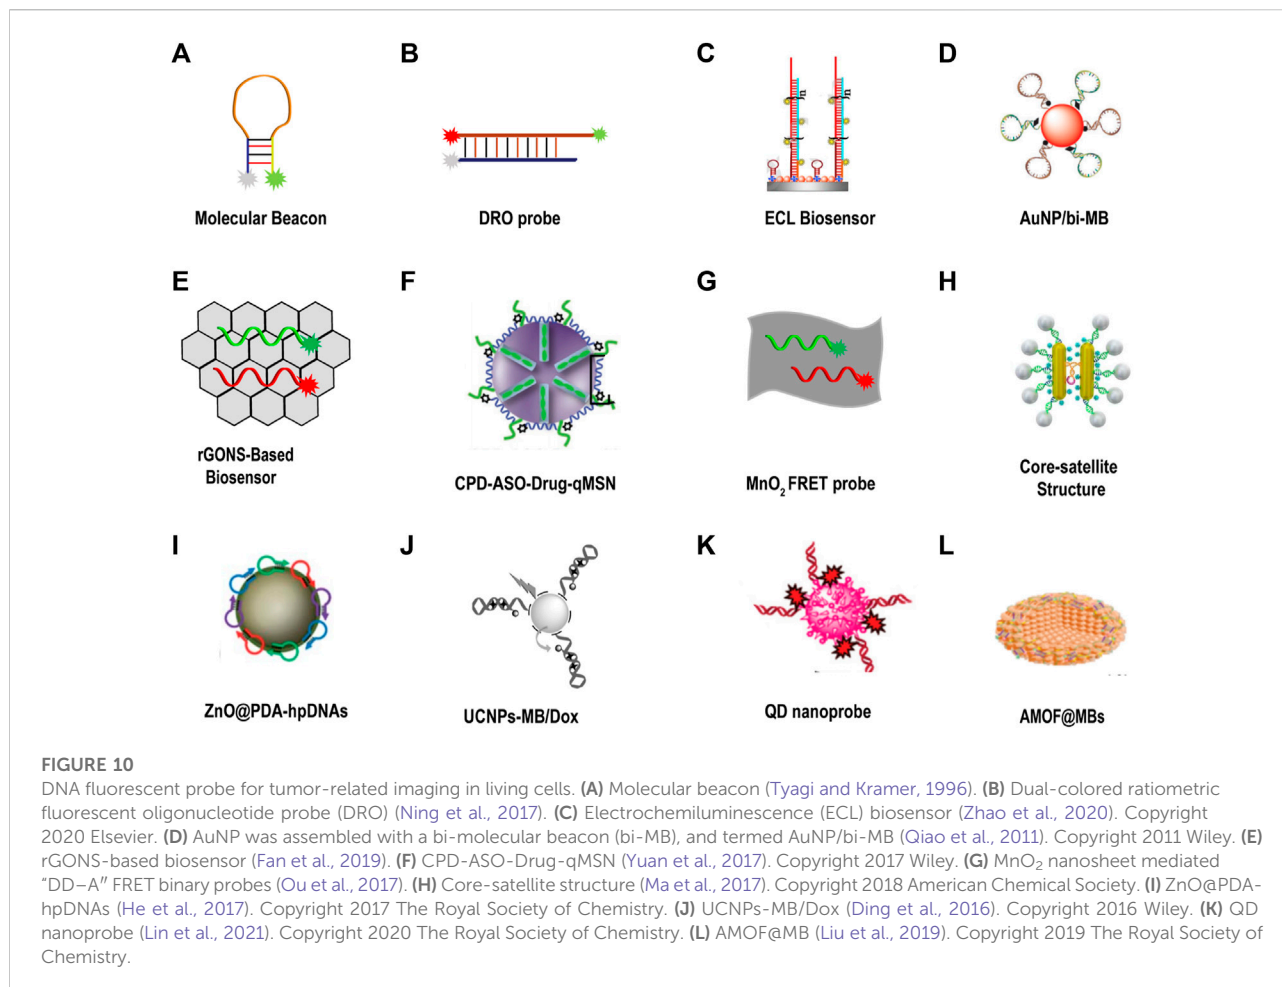 A
B
C
D
Molecular Beacon
DRO probe
ECL Biosensor
AuNP/bi-MB
E
F
G
H
rGONS-Based
Biosensor
CPD-ASO-Drug-qMSN
MnO2 FRET probe
Core-satellite
Structure
I
J
K
L
ZnO@PDA-hpDNAs
UCNPs-MB/Dox
QD nanoprobe
AMOF@MBs
FIGURE 10
DNA fluorescent probe for tumor-related imaging in living cells. (A) Molecular beacon (Tyagi and Kramer, 1996). (B) Dual-colored ratiometric
fluorescent oligonucleotide probe (DRO) (Ning et al., 2017). (C) Electrochemiluminescence (ECL) biosensor (Zhao et al., 2020). Copyright
2020 Elsevier. (D) AuNP was assembled with a bi-molecular beacon (bi-MB), and termed AuNP/bi-MB (Qiao et al., 2011). Copyright 2011 Wiley. (E)
rGONS-based biosensor (Fan et al., 2019). (F) CPD-ASO-Drug-qMSN (Yuan et al., 2017). Copyright 2017 Wiley. (G) MnO2 nanosheet mediated
"DD–A″ FRET binary probes (Ou et al., 2017). (H) Core-satellite structure (Ma et al., 2017). Copyright 2018 American Chemical Society. (I) ZnO@PDA-
hpDNAs (He et al., 2017). Copyright 2017 The Royal Society of Chemistry. (J) UCNPs-MB/Dox (Ding et al., 2016). Copyright 2016 Wiley. (K) QD
nanoprobe (Lin et al., 2021). Copyright 2020 The Royal Society of Chemistry. (L) AMOF@MB (Liu et al., 2019). Copyright 2019 The Royal Society of
Chemistry.